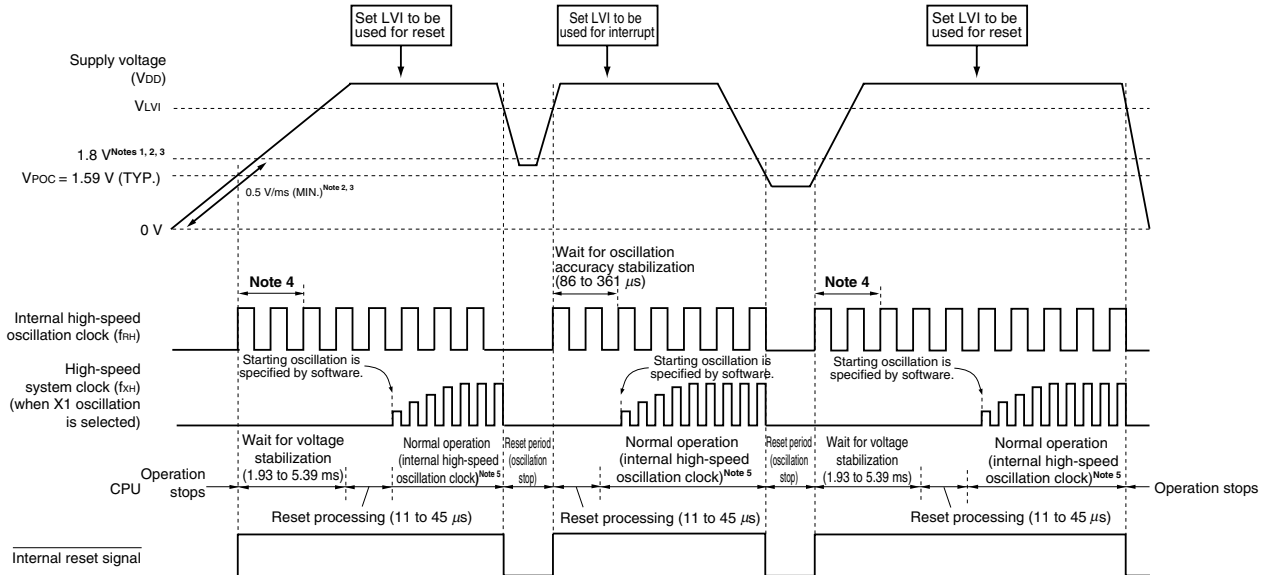 Set LVI to be
used for reset
Set LVI to be
used for interrupt
Set LVI to be
used for reset
Supply voltage
(VDD)
VLVI
1.8 V Notes 1, 2, 3
VPOC = 1.59 V (TYP.)
0.5 V/ms (MIN.) Note 2, 3
0 V
Wait for oscillation
accuracy stabilization
(86 to 361 μs)
Note 4
Note 4
Internal high-speed
oscillation clock (fRH)
Starting oscillation is
specified by software.
Starting oscillation is
specified by software.
Starting oscillation is
specified by software.
High-speed
system clock (fXH)
(when X1 oscillation
is selected)
Wait for voltage
stabilization
(1.93 to 5.39 ms)
Normal operation
(internal high-speed
oscillation clock) Note 5
Reset period
(oscillation
stop)
Normal operation
(internal high-speed
oscillation clock) Note 5
Reset period
(oscillation
stop)
Wait for voltage
stabilization
(1.93 to 5.39 ms)
Normal operation
(internal high-speed
oscillation clock) Note 5
CPU
Operation
stops
Operation stops
Reset processing (11 to 45 μs)
Reset processing (11 to 45 μs)
Reset processing (11 to 45 μs)
Internal reset signal